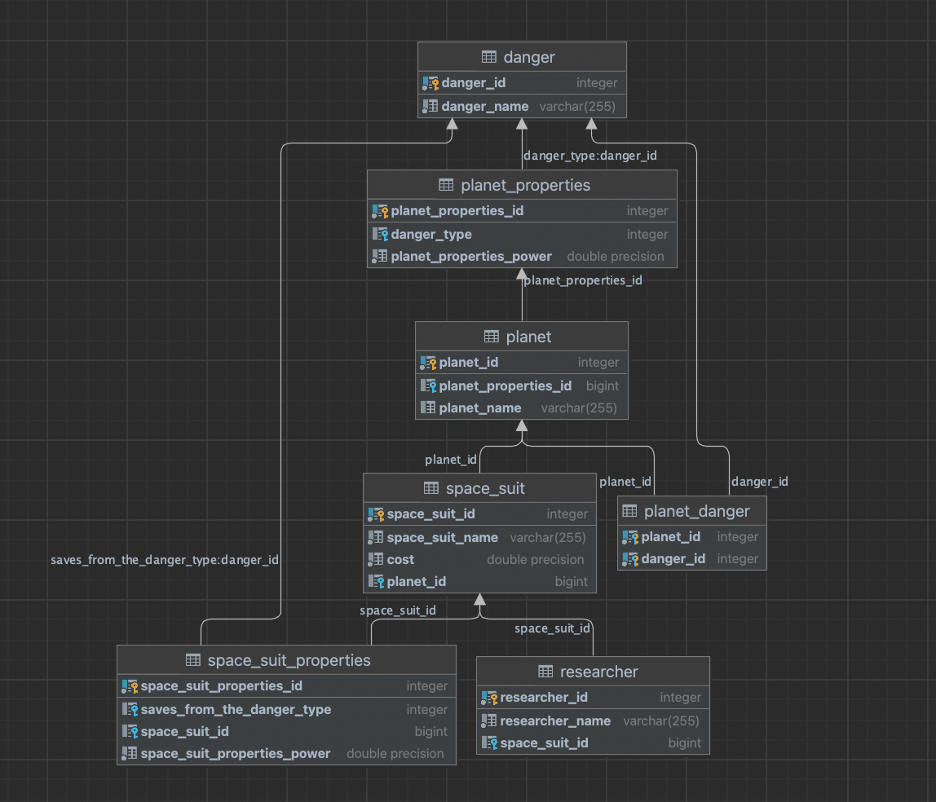 danger
danger_id integer
danger_name varchar(255)
danger_type:danger_id
planet_properties
planet_properties_id integer
danger_type integer
planet_properties_power double precision
planet_properties_id
planet
planet_id integer
planet_properties_id bigint
planet_name varchar(255)
planet_id
space_suit
space_suit_id integer
space_suit_name varchar(255)
cost double precision
planet_id bigint
planet_id
danger_id
planet_danger
planet_id integer
danger_id integer
saves_from_the_danger_type:danger_id
space_suit_id
space_suit_id
space_suit_properties
space_suit_properties_id integer
saves_from_the_danger_type integer
space_suit_id bigint
space_suit_properties_power double precision
researcher
researcher_id integer
researcher_name varchar(255)
space_suit_id bigint